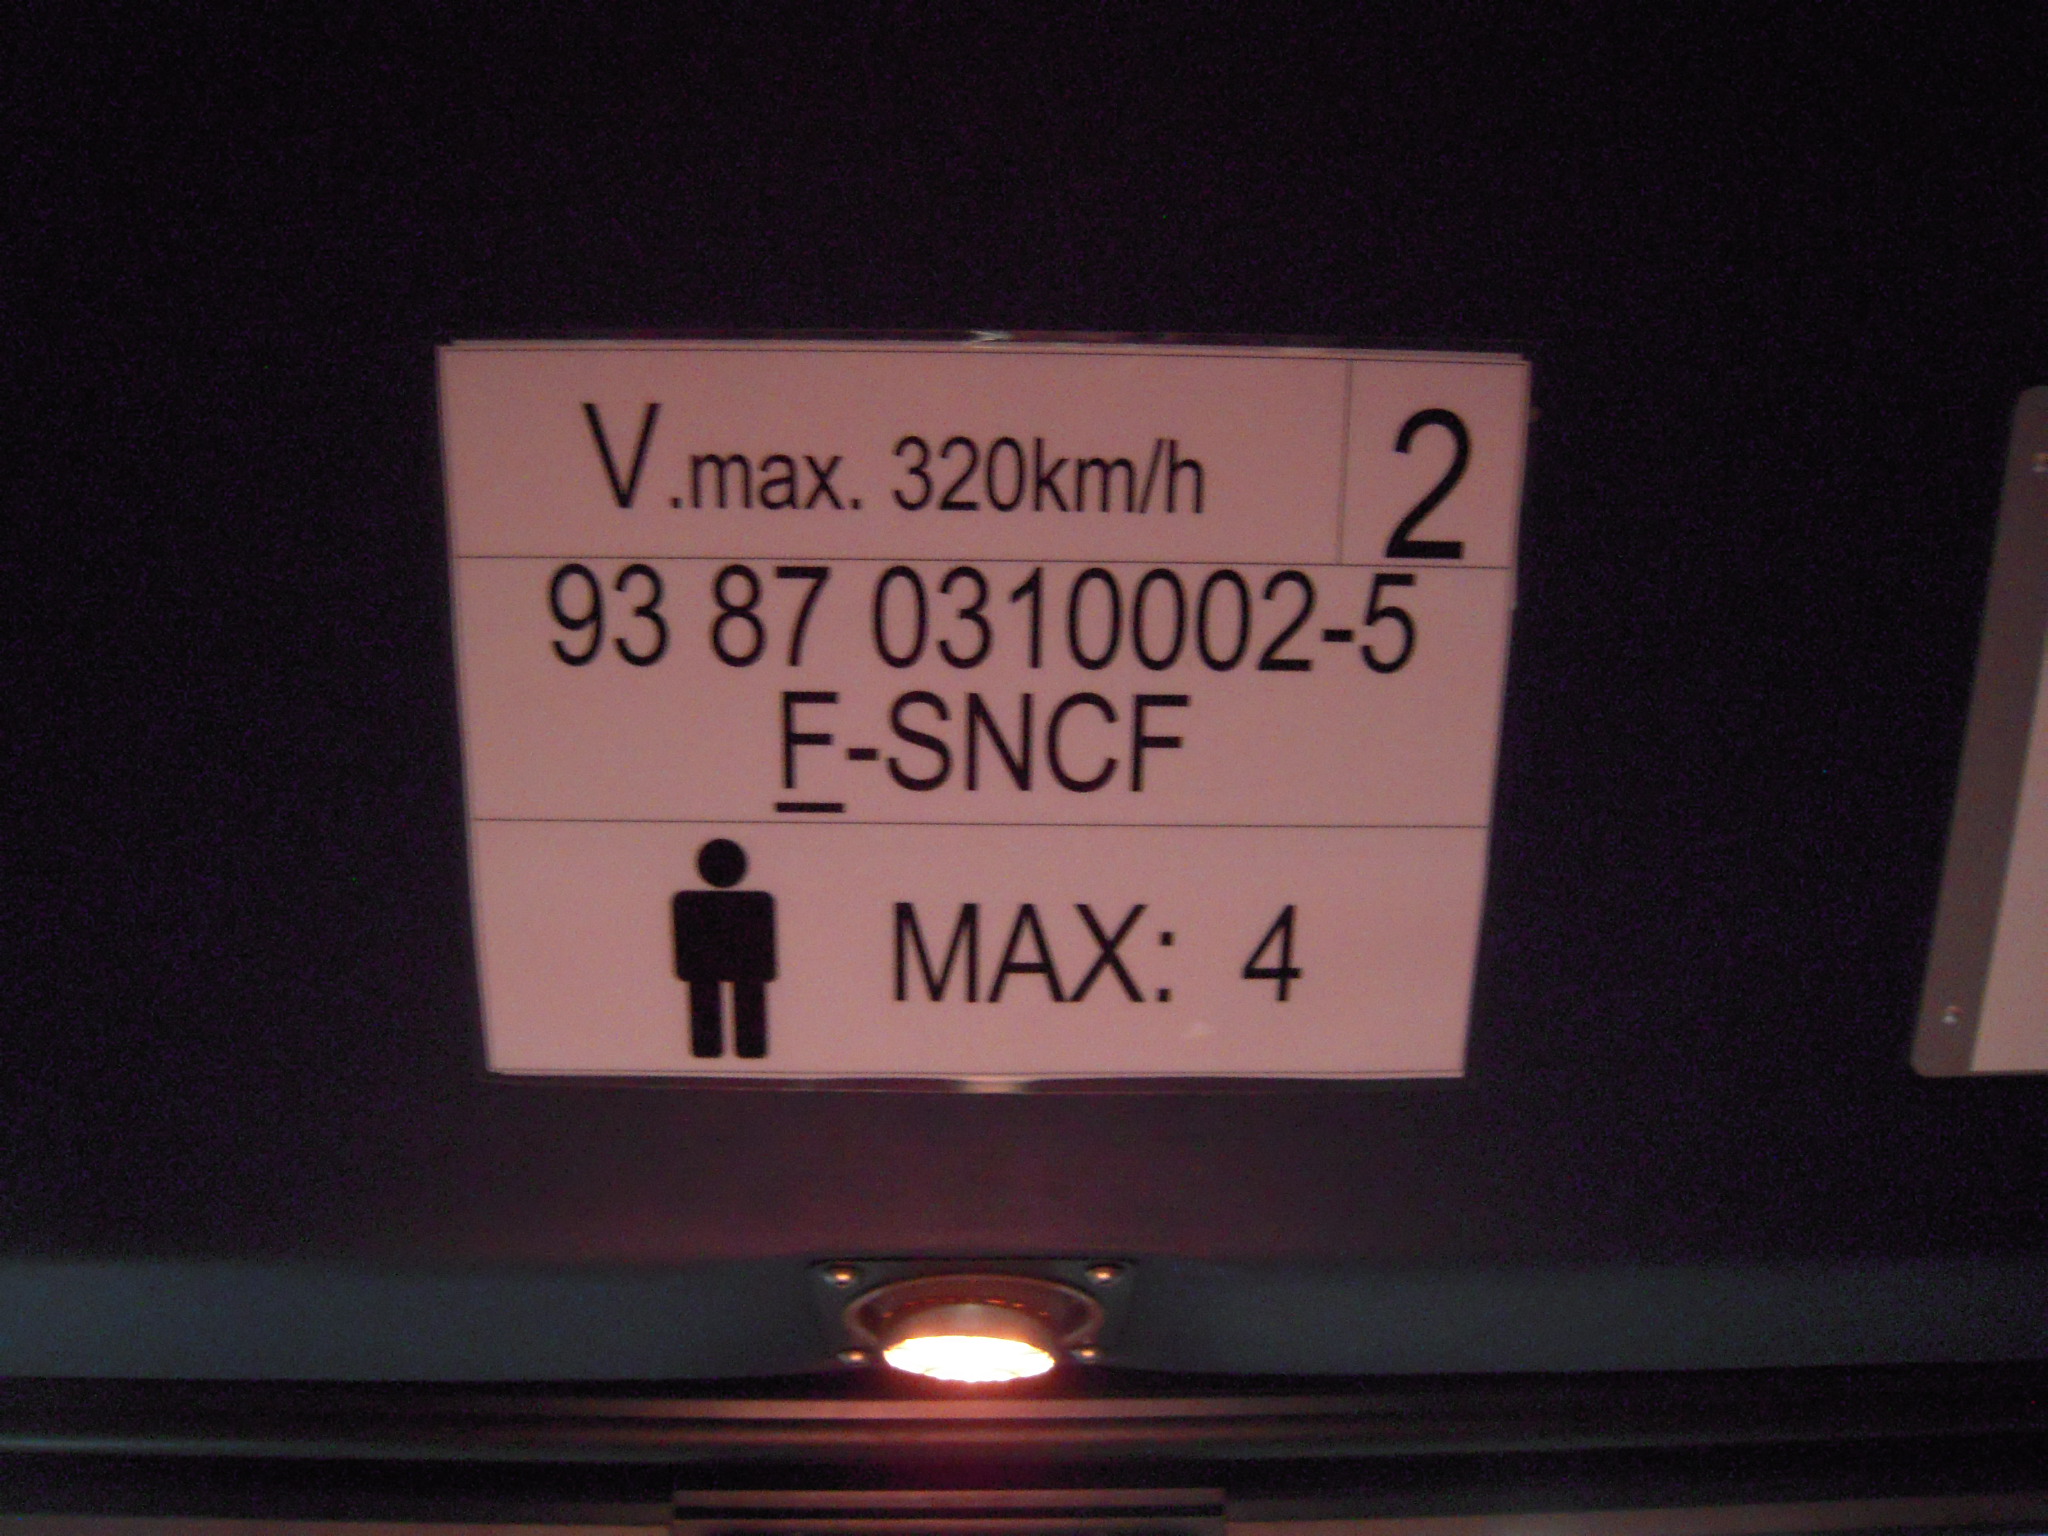 V.max. 320km/h 2
93 87 0310002-5
F-SNCF
MAX: 4